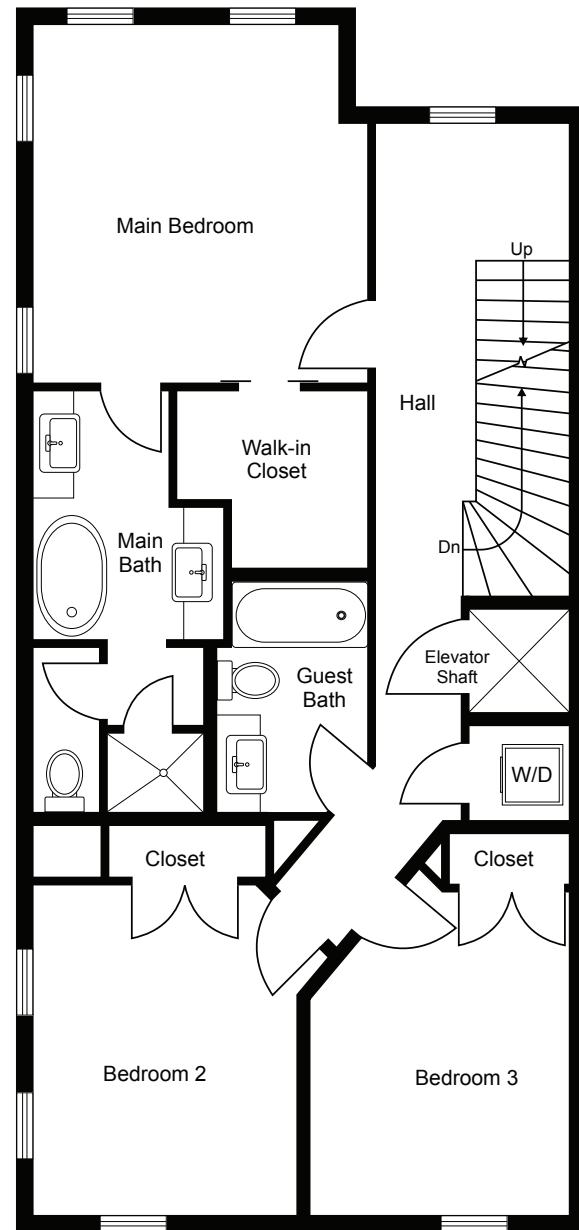 Up
Main Bedroom
Hall
Walk-in
Closet
Main
Bath
Dn
Elevator
Shaft
Guest
Bath
W/D
Closet
Closet
Bedroom 2
Bedroom 3